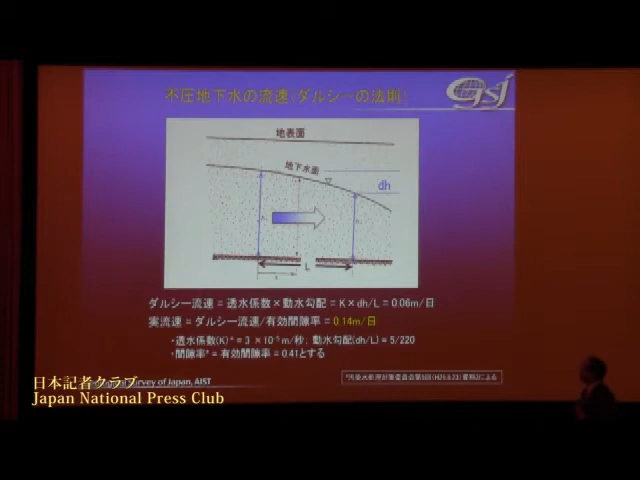 不圧地下水の流速(ダルシーの法則)
gsj
地表面
地下水面
dh
L
ダルシー流速 = 透水係数 × 動水勾配 = K × dh/L = 0.06m/日
実流速 = ダルシー流速/有効間隙率 = 0.14m/日
・透水係数(K)* = 3 × 10⁻⁵ m/秒; 動水勾配(dh/L) = 5/220
・間隙率* = 有効間隙率 = 0.41とする
Survey of Japan, AIST
日本記者クラブ
Japan National Press Club